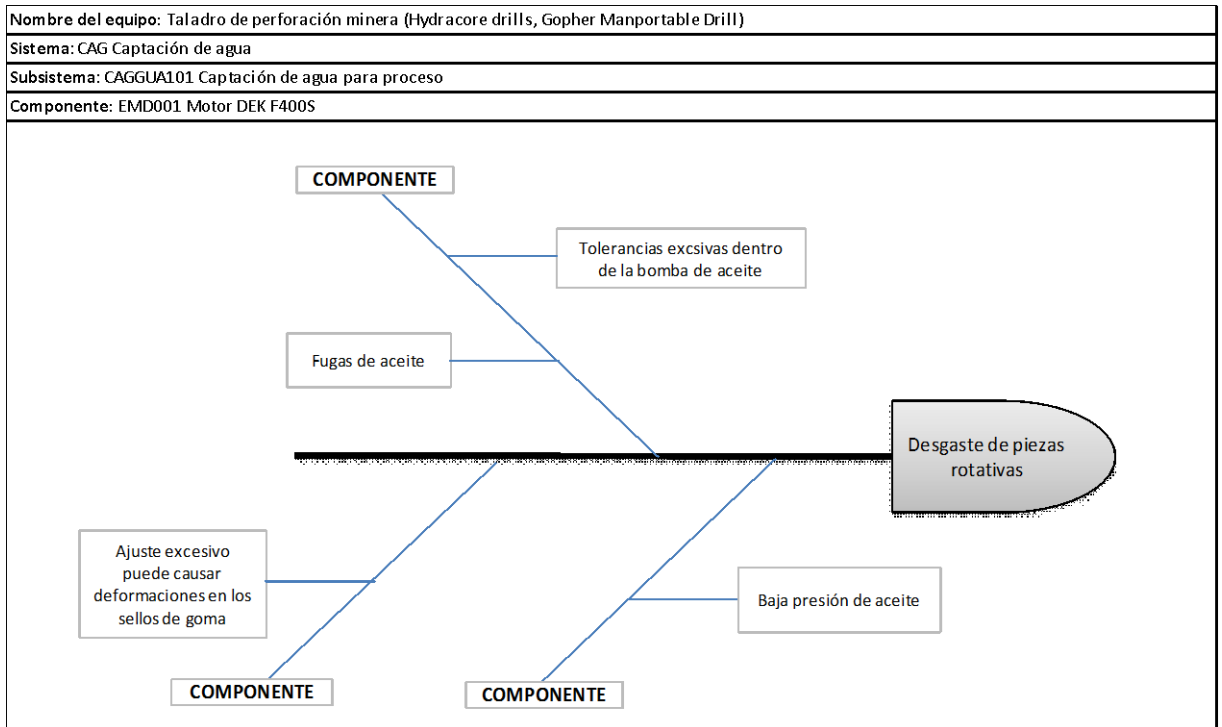 Nombre del equipo: Taladro de perforación minera (Hydracore drills, Gopher Manportable Drill)
Sistema: CAG Captación de agua
Subsistema: CAGGUA101 Captación de agua para proceso
Componente: EMD001 Motor DEK F400S
COMPONENTE
Tolerancias excsivas dentro
de la bomba de aceite
Fugas de aceite
Desgaste de piezas
rotativas
Ajuste excesivo
puede causar
deformaciones en los
sellos de goma
Baja presión de aceite
COMPONENTE
COMPONENTE